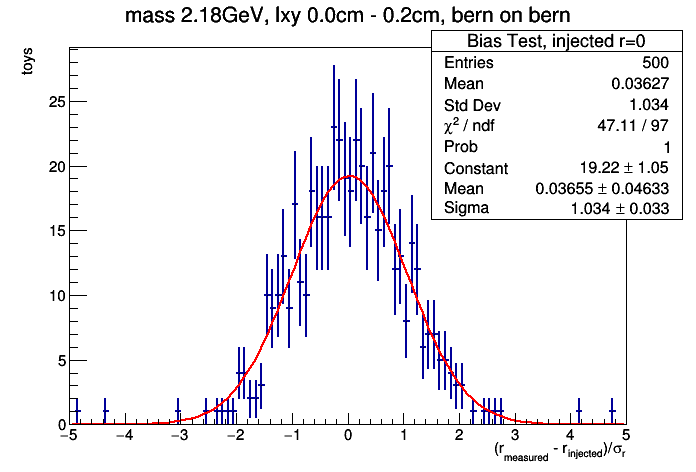 mass 2.18GeV, lxy 0.0cm - 0.2cm, bern on bern
toys
Bias Test, injected r=0
Entries 500
Mean 0.03627
Std Dev 1.034
χ² / ndf 47.11 / 97
Prob 1
Constant 19.22 ± 1.05
Mean 0.03655 ± 0.04633
Sigma 1.034 ± 0.033
25
20
15
10
5
0
−5 −4 −3 −2 −1 0 1 2 3 4 5
(r_measured - r_injected)/σ_r